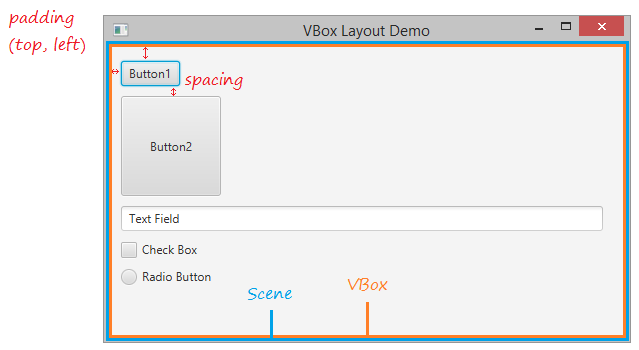 padding
(top, left)
VBox Layout Demo
Button1
spacing
Button2
Text Field
Check Box
Radio Button
Scene
VBox